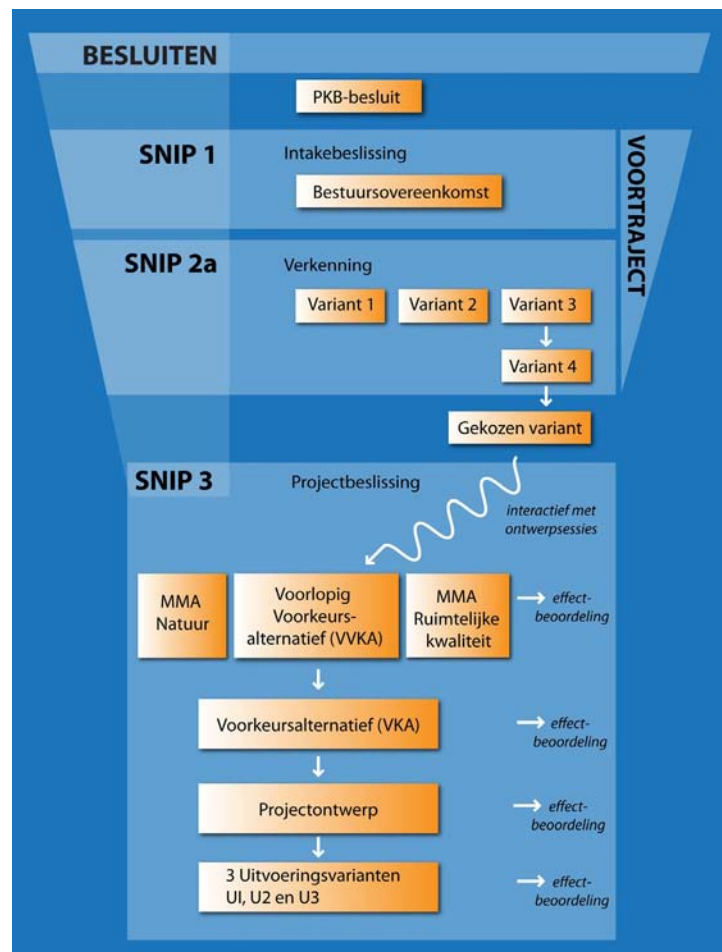 BESLUITEN
PKB-besluit
SNIP 1
Intakebeslissing
Bestuursovereenkomst
VOORTRAJECT
SNIP 2a
Verkenning
Variant 1
Variant 2
Variant 3
Variant 4
Gekozen variant
SNIP 3
Projectbeslissing
interactief met
ontwerpsessies
MMA
Natuur
Voorlopig
Voorkeurs-
alternatief (VVKA)
MMA
Ruimtelijke
kwaliteit
effect-
beoordeling
Voorkeursalternatief (VKA)
effect-
beoordeling
Projectontwerp
effect-
beoordeling
3 Uitvoeringsvarianten
UI, U2 en U3
effect-
beoordeling